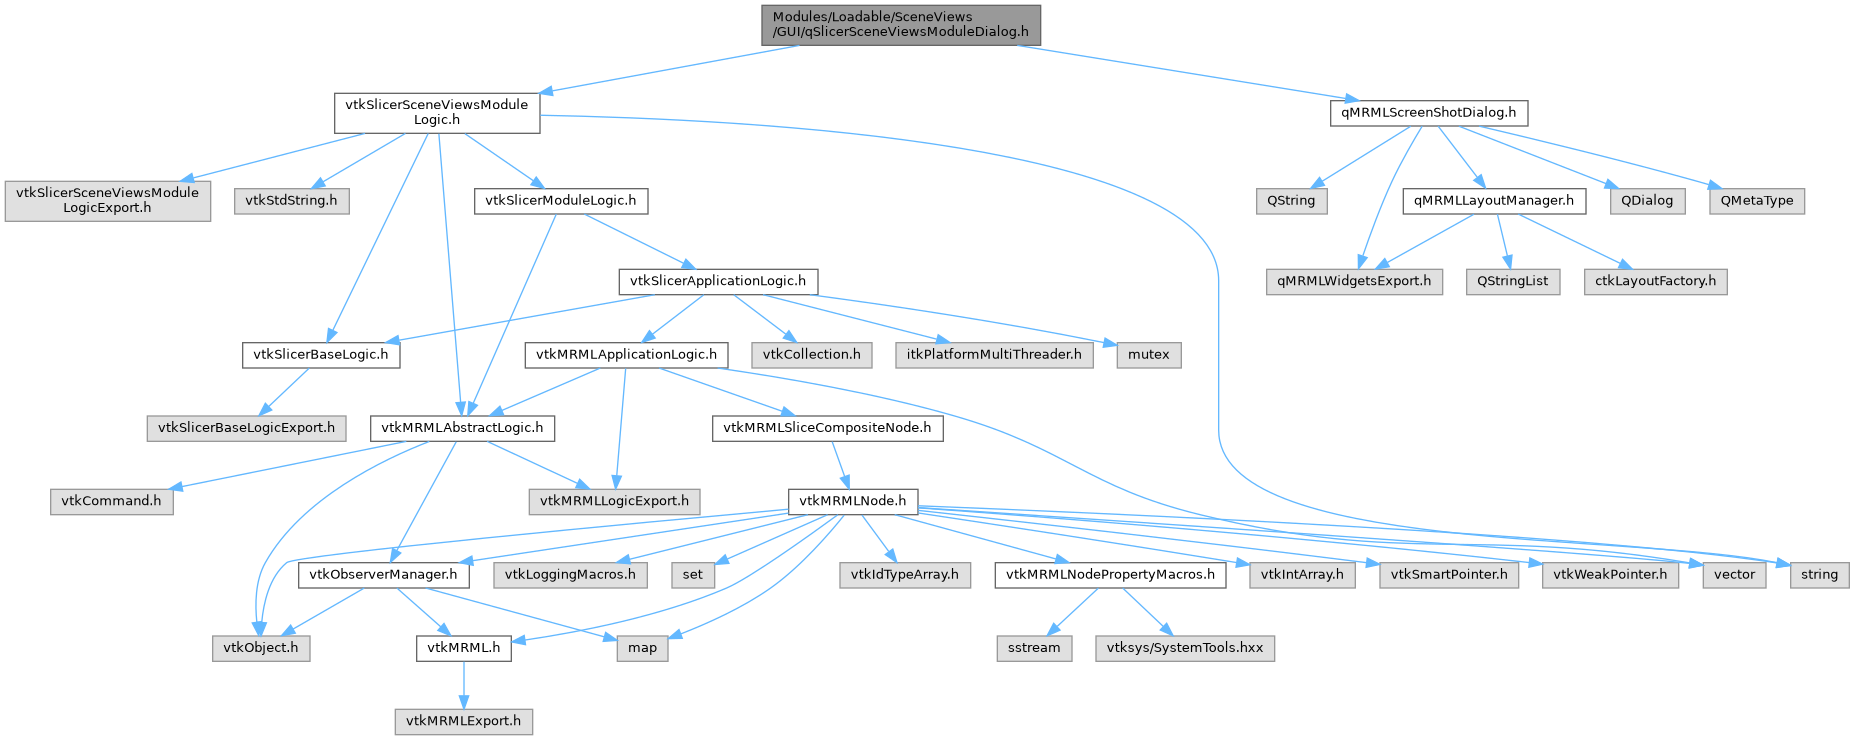 Modules/Loadable/SceneViews
/GUI/qSlicerSceneViewsModuleDialog.h
vtkSlicerSceneViewsModule
Logic.h
qMRMLScreenShotDialog.h
vtkSlicerSceneViewsModule
LogicExport.h
vtkStdString.h
vtkSlicerModuleLogic.h
QString
qMRMLLayoutManager.h
QDialog
QMetaType
vtkSlicerApplicationLogic.h
qMRMLWidgetsExport.h
QStringList
ctkLayoutFactory.h
vtkSlicerBaseLogic.h
vtkMRMLApplicationLogic.h
vtkCollection.h
itkPlatformMultiThreader.h
mutex
vtkSlicerBaseLogicExport.h
vtkMRMLAbstractLogic.h
vtkMRMLSliceCompositeNode.h
vtkCommand.h
vtkMRMLLogicExport.h
vtkMRMLNode.h
vtkObserverManager.h
vtkLoggingMacros.h
set
vtkIdTypeArray.h
vtkMRMLNodePropertyMacros.h
vtkIntArray.h
vtkSmartPointer.h
vtkWeakPointer.h
vector
string
vtkObject.h
vtkMRML.h
map
sstream
vtksys/SystemTools.hxx
vtkMRMLExport.h